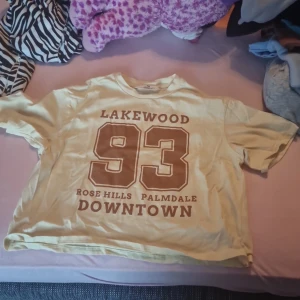 LAKEWOOD
93
ROSE HILLS PALMDALE
DOWNTOWN